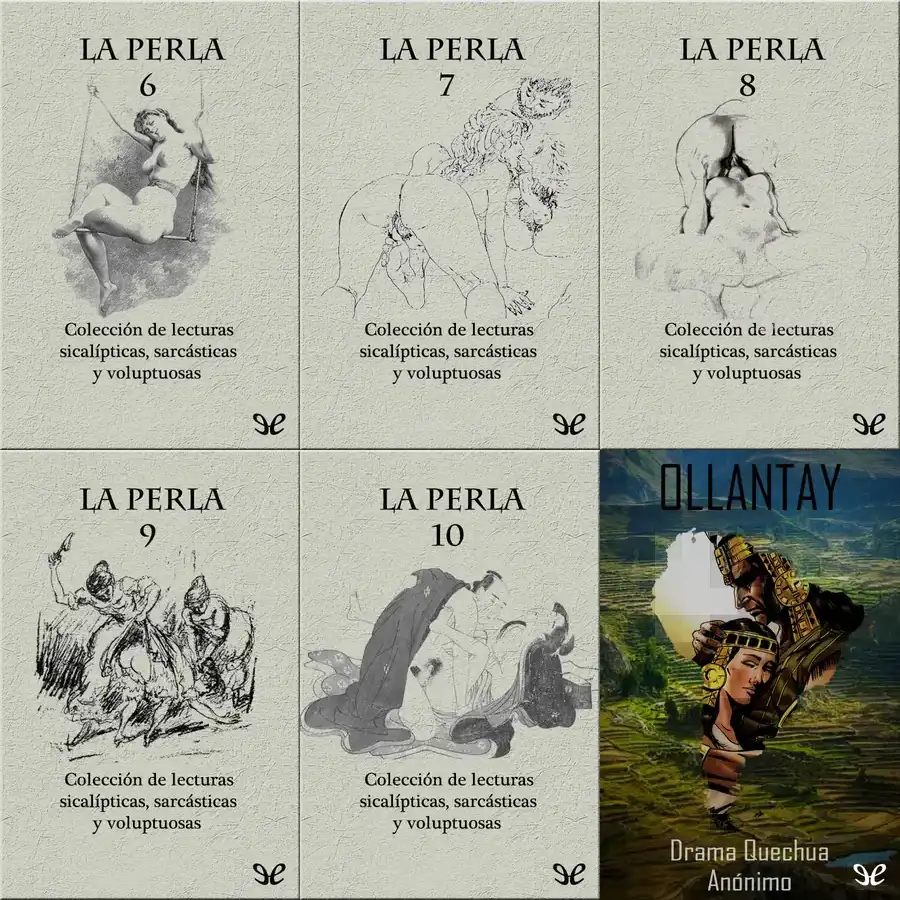 LA PERLA
6
Colección de lecturas
sicalípticas, sarcásticas
y voluptuosas
LA PERLA
7
Colección de lecturas
sicalípticas, sarcásticas
y voluptuosas
LA PERLA
8
Colección de lecturas
sicalípticas, sarcásticas
y voluptuosas
LA PERLA
9
Colección de lecturas
sicalípticas, sarcásticas
y voluptuosas
LA PERLA
10
Colección de lecturas
sicalípticas, sarcásticas
y voluptuosas
OLLANTAY
Drama Quechua
Anónimo